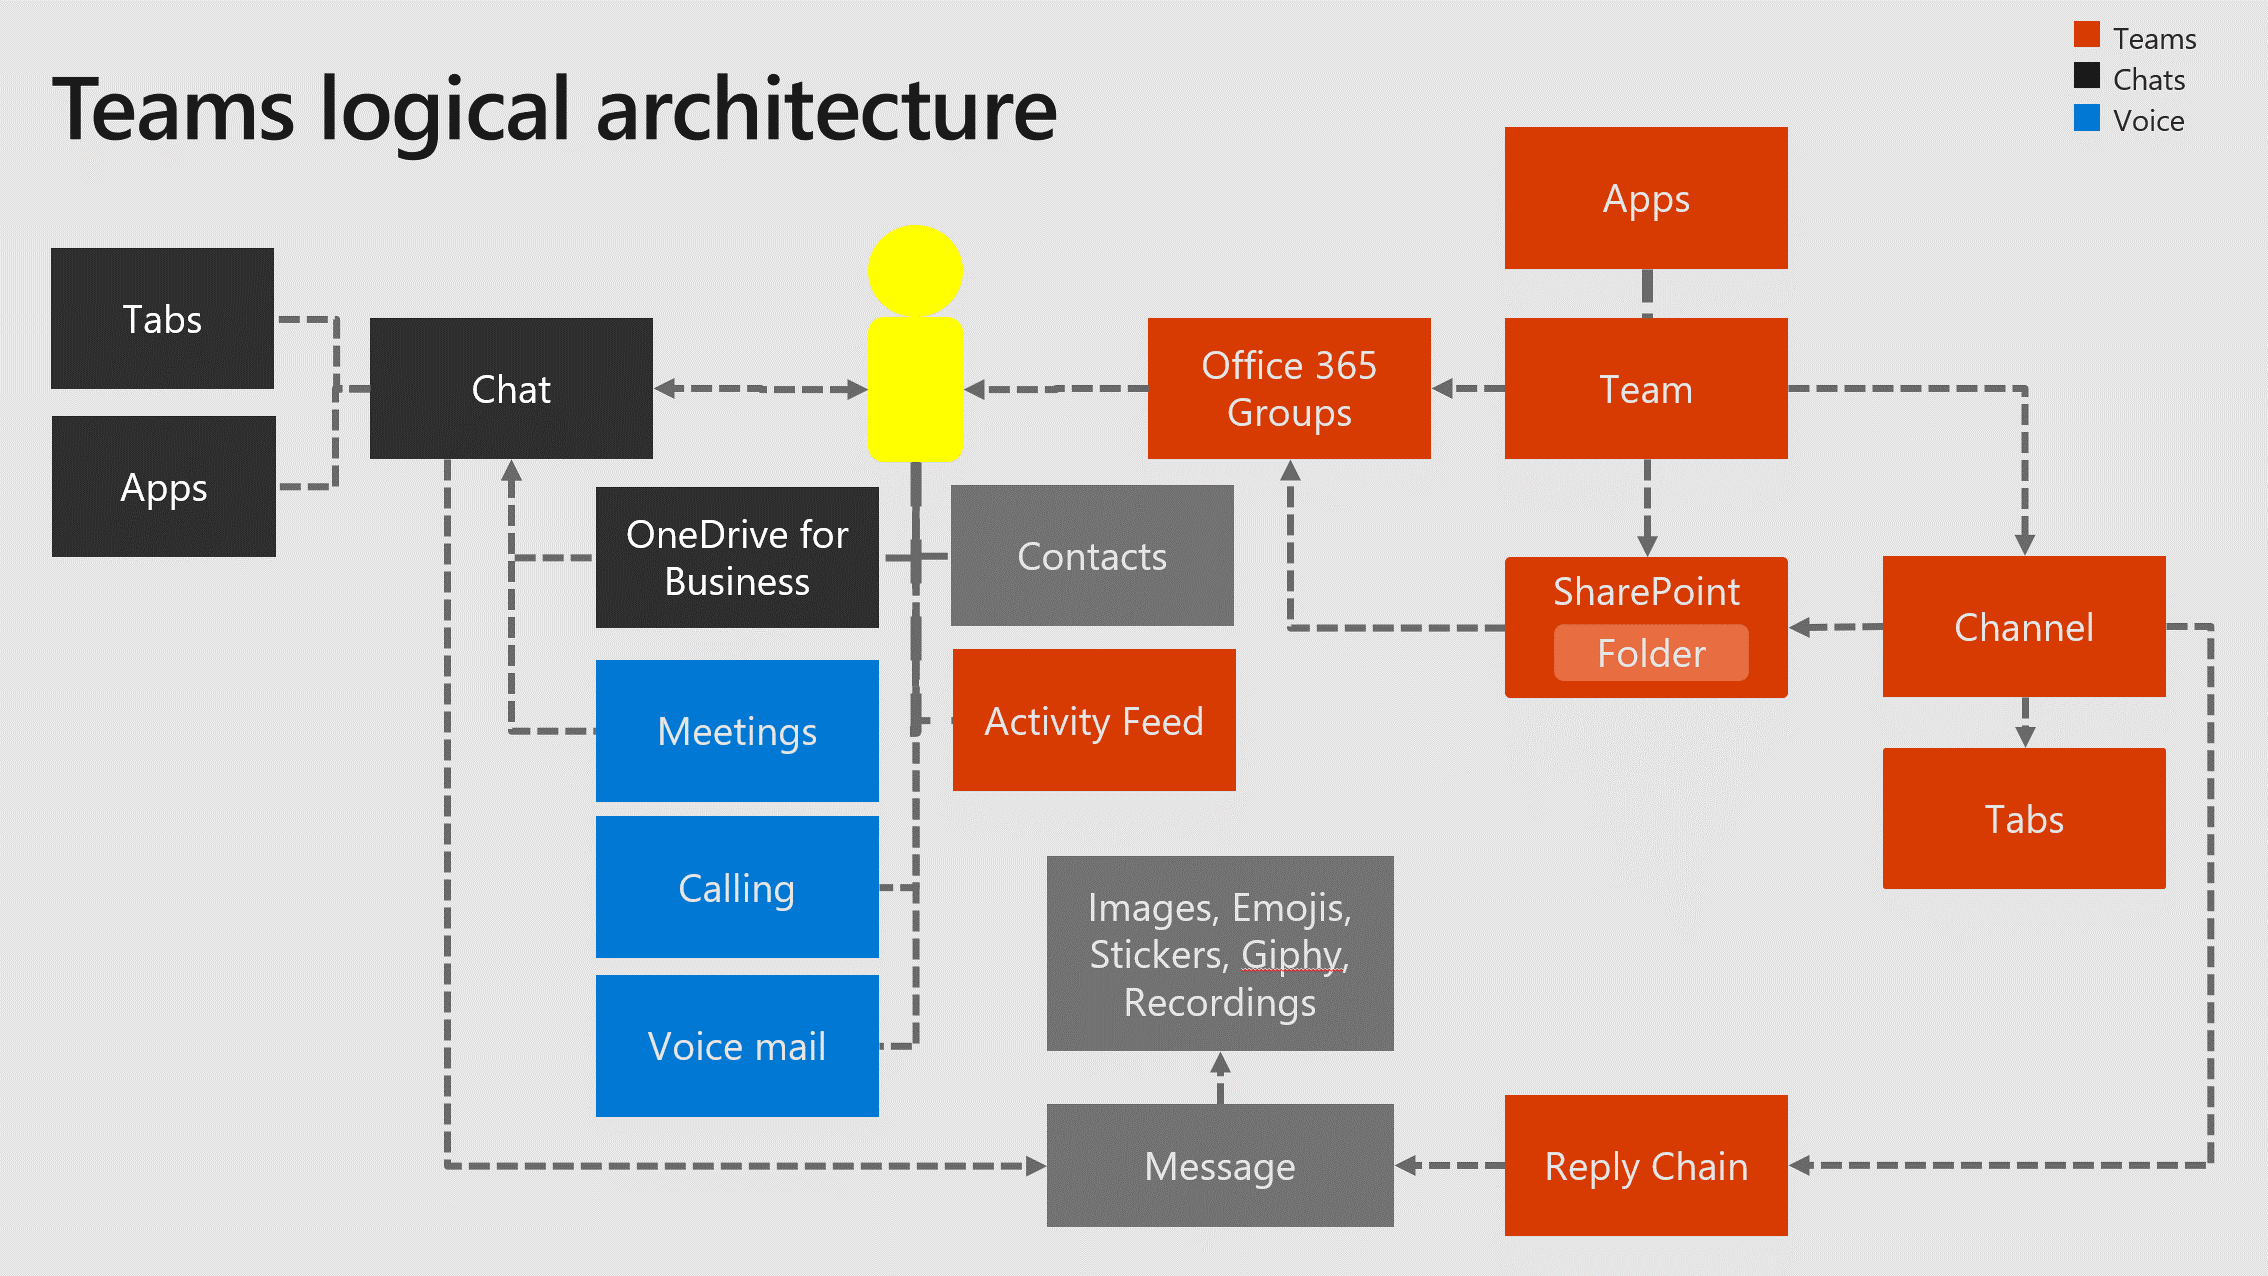 Teams logical architecture
Teams
Chats
Voice
Apps
Tabs
Apps
Chat
Office 365
Groups
Team
OneDrive for
Business
Contacts
SharePoint
Folder
Channel
Meetings
Activity Feed
Tabs
Calling
Images, Emojis,
Stickers, Giphy,
Recordings
Voice mail
Message
Reply Chain